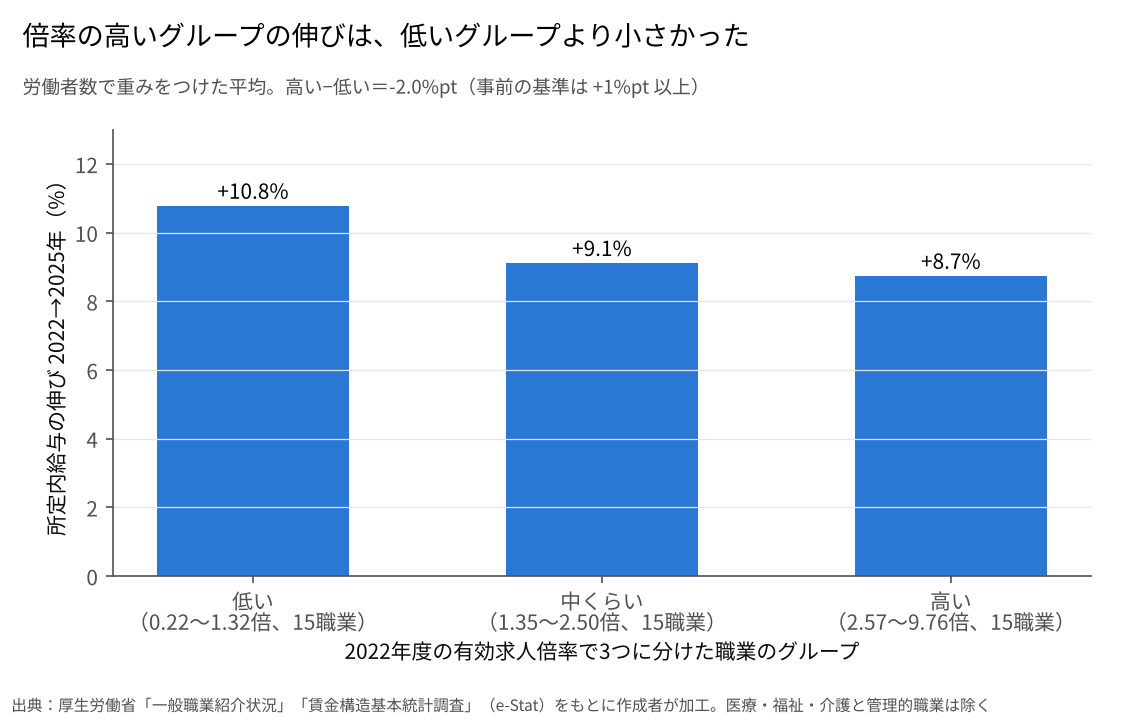 倍率の高いグループの伸びは、低いグループより小さかった
労働者数で重みをつけた平均。高い−低い＝-2.0%pt（事前の基準は +1%pt 以上）
所定内給与の伸び 2022→2025年（%）
12
10
8
6
4
2
0
+10.8%
+9.1%
+8.7%
低い
（0.22〜1.32倍、15職業）
中くらい
（1.35〜2.50倍、15職業）
高い
（2.57〜9.76倍、15職業）
2022年度の有効求人倍率で3つに分けた職業のグループ
出典：厚生労働省「一般職業紹介状況」「賃金構造基本統計調査」（e-Stat）をもとに作成者が加工。医療・福祉・介護と管理的職業は除く